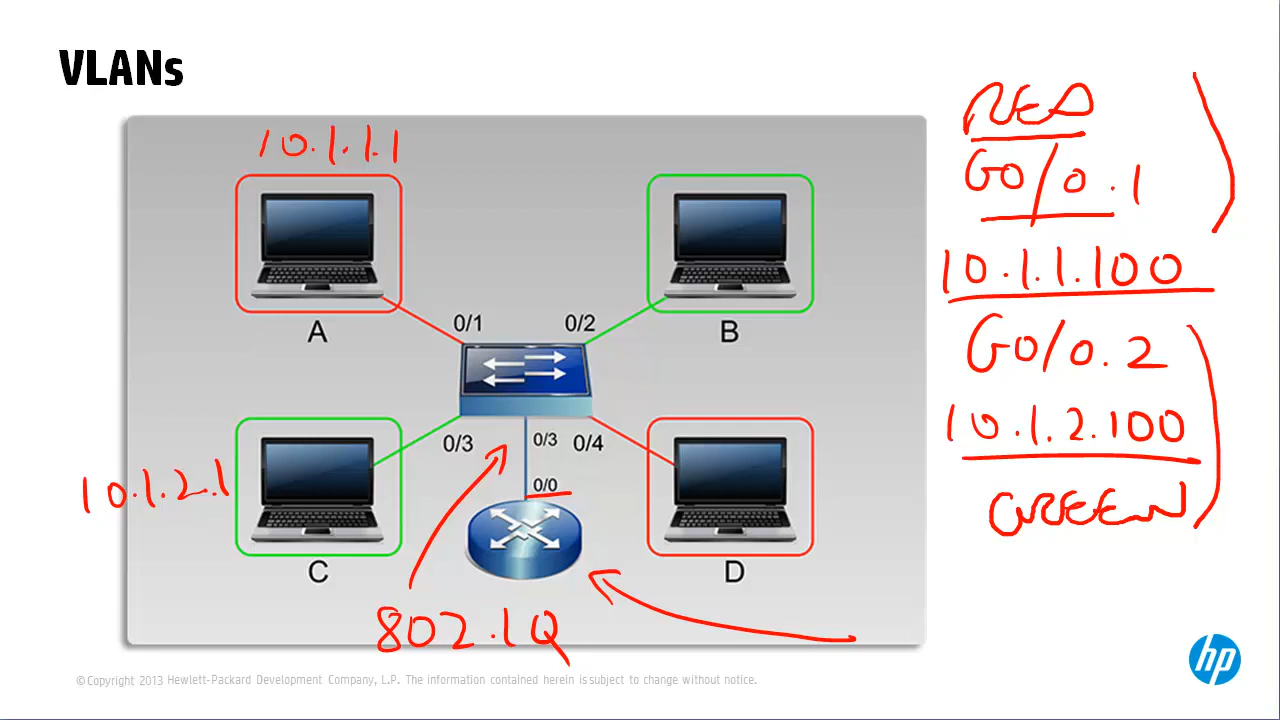 VLANs
10.1.1.1
RED
G0/0.1
10.1.1.100
G0/0.2
10.1.2.100
GREEN
A
B
0/1
0/2
0/3
0/3
0/4
0/0
10.1.2.1
C
D
802.1Q
©Copyright 2013 Hewlett-Packard Development Company, L.P. The information contained herein is subject to change without notice.
hp